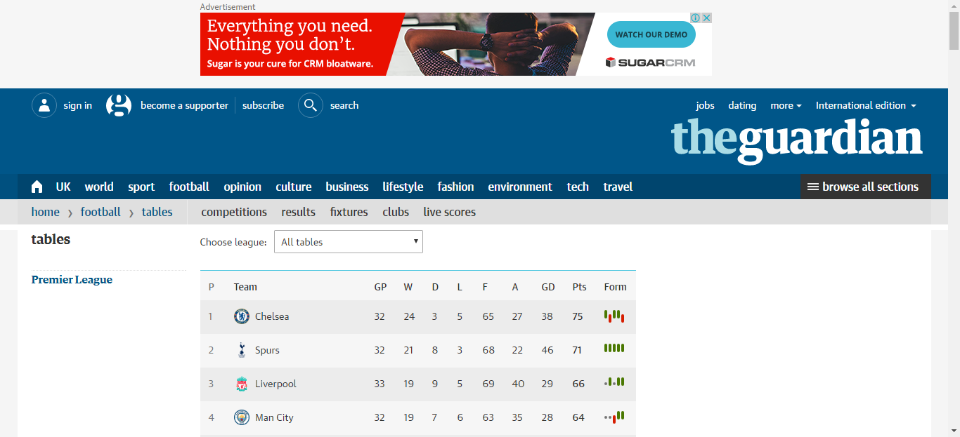 Advertisement
Everything you need.
Nothing you don't.
Sugar is your cure for CRM bloatware.
WATCH OUR DEMO
SUGARCRM
sign in become a supporter subscribe search jobs dating more International edition
theguardian
UK world sport football opinion culture business lifestyle fashion environment tech travel browse all sections
home football tables competitions results fixtures clubs live scores
tables
Choose league: All tables
Premier League
P Team GP W D L F A GD Pts Form
1 Chelsea 32 24 3 5 65 27 38 75
2 Spurs 32 21 8 3 68 22 46 71
3 Liverpool 33 19 9 5 69 40 29 66
4 Man City 32 19 7 6 63 35 28 64